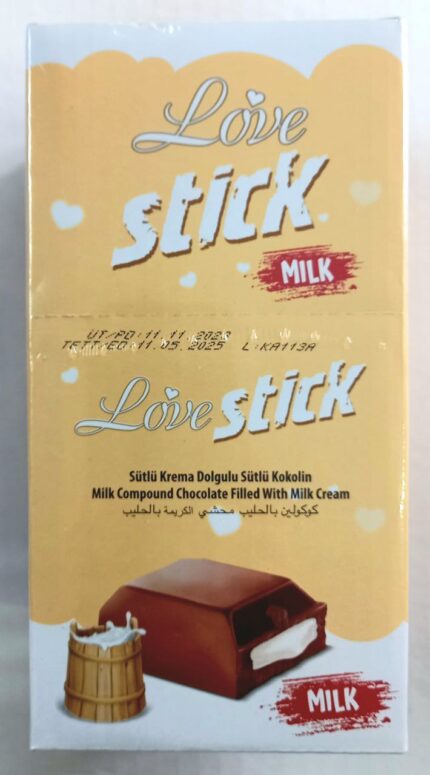 Love
stick
MILK
ÜT/PD:11.11.2023
TETT/ED:11.05.2025 L:KA113A
Love stick
Sütlü Krema Dolgulu Sütlü Kokolin
Milk Compound Chocolate Filled With Milk Cream
كوكولين بالحليب محشي الكريمة بالحليب
MILK